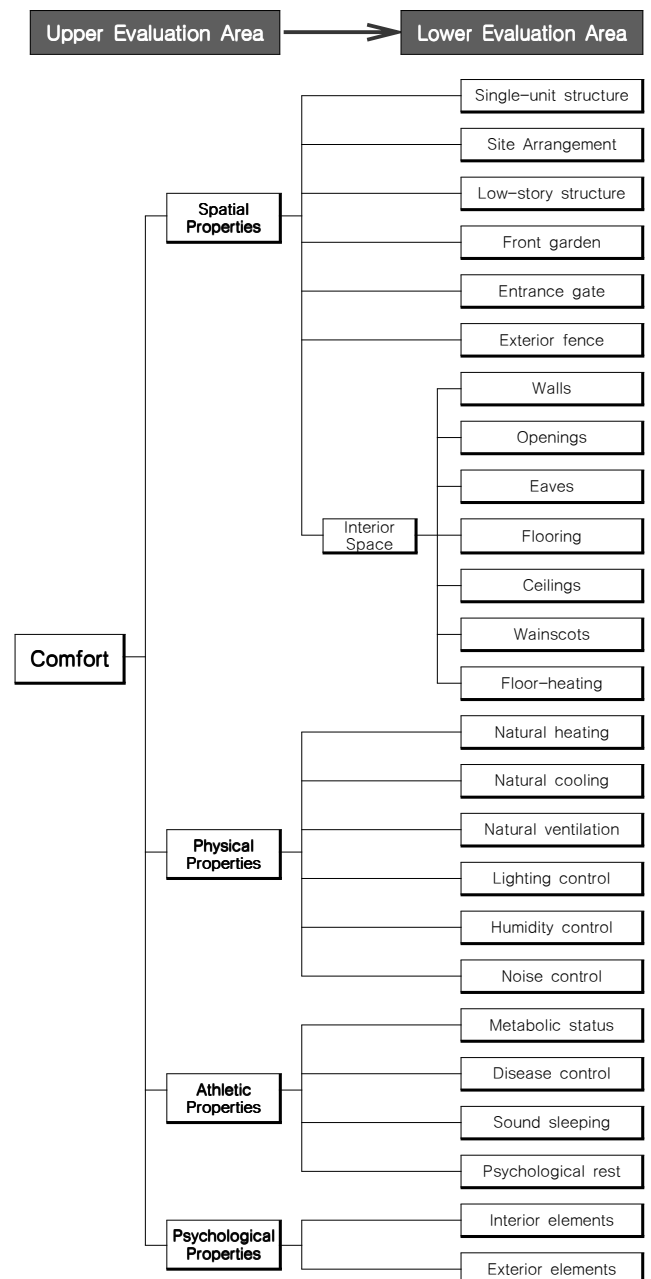 Upper Evaluation Area
Lower Evaluation Area
Single-unit structure
Site Arrangement
Low-story structure
Spatial
Properties
Front garden
Entrance gate
Exterior fence
Walls
Openings
Eaves
Interior
Space
Flooring
Ceilings
Wainscots
Floor-heating
Comfort
Natural heating
Natural cooling
Natural ventilation
Physical
Properties
Lighting control
Humidity control
Noise control
Metabolic status
Disease control
Athletic
Properties
Sound sleeping
Psychological rest
Interior elements
Psychological
Properties
Exterior elements